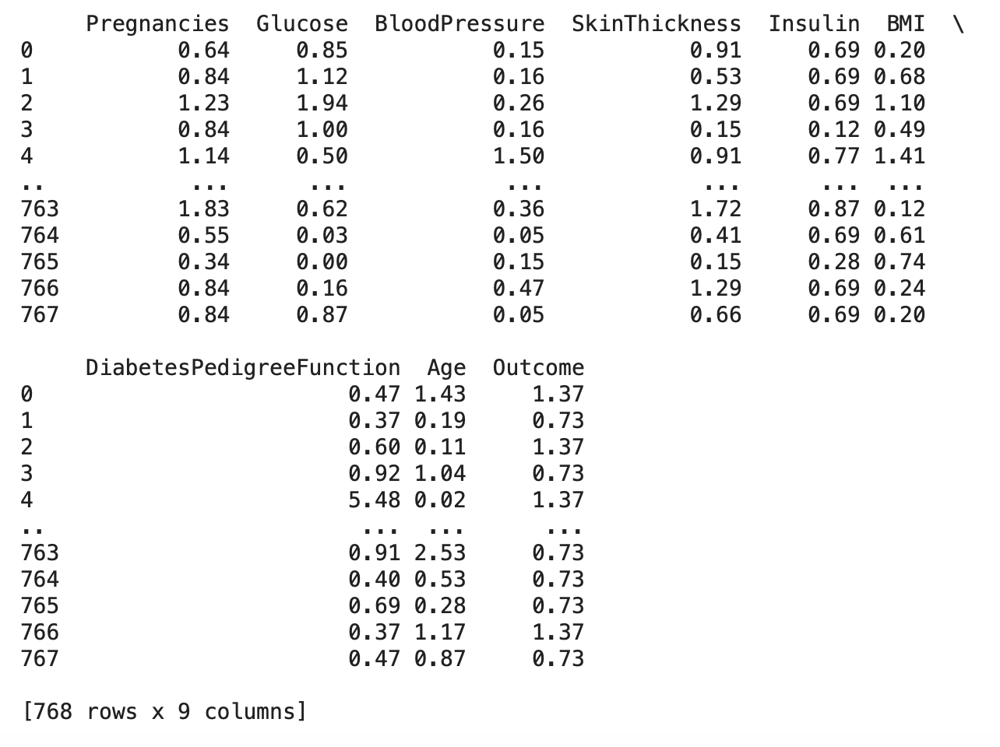 Pregnancies Glucose BloodPressure SkinThickness Insulin BMI \
0 0.64 0.85 0.15 0.91 0.69 0.20
1 0.84 1.12 0.16 0.53 0.69 0.68
2 1.23 1.94 0.26 1.29 0.69 1.10
3 0.84 1.00 0.16 0.15 0.12 0.49
4 1.14 0.50 1.50 0.91 0.77 1.41
.. ... ... ... ... ... ...
763 1.83 0.62 0.36 1.72 0.87 0.12
764 0.55 0.03 0.05 0.41 0.69 0.61
765 0.34 0.00 0.15 0.15 0.28 0.74
766 0.84 0.16 0.47 1.29 0.69 0.24
767 0.84 0.87 0.05 0.66 0.69 0.20
DiabetesPedigreeFunction Age Outcome
0 0.47 1.43 1.37
1 0.37 0.19 0.73
2 0.60 0.11 1.37
3 0.92 1.04 0.73
4 5.48 0.02 1.37
.. ... ... ...
763 0.91 2.53 0.73
764 0.40 0.53 0.73
765 0.69 0.28 0.73
766 0.37 1.17 1.37
767 0.47 0.87 0.73
[768 rows x 9 columns]